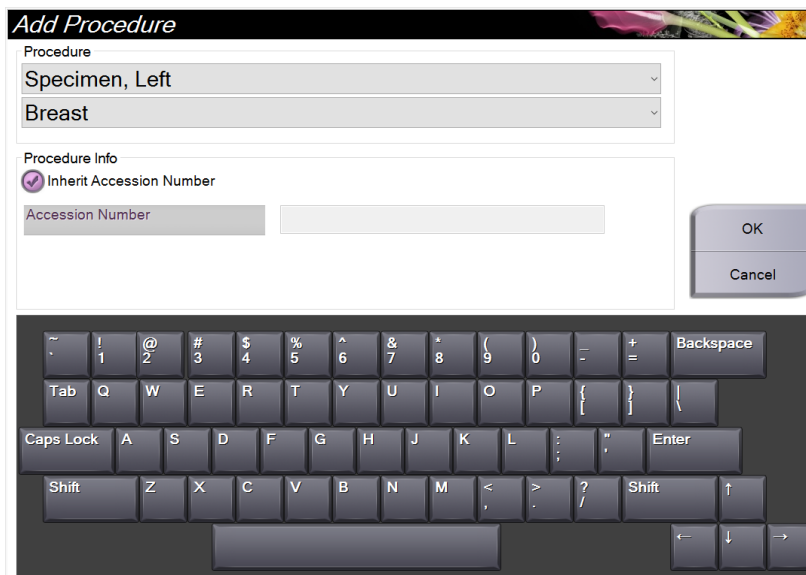 Add Procedure
Procedure
Specimen, Left
Breast
Procedure Info
Inherit Accession Number
Accession Number
OK
Cancel
~ ! @ # $ % ^ & * ( ) _ + Backspace
` 1 2 3 4 5 6 7 8 9 0 - =
Tab Q W E R T Y U I O P { } |
[ ] \
Caps Lock A S D F G H J K L : " Enter
; '
Shift Z X C V B N M < > ? Shift ↑
, . /
← ↓ →